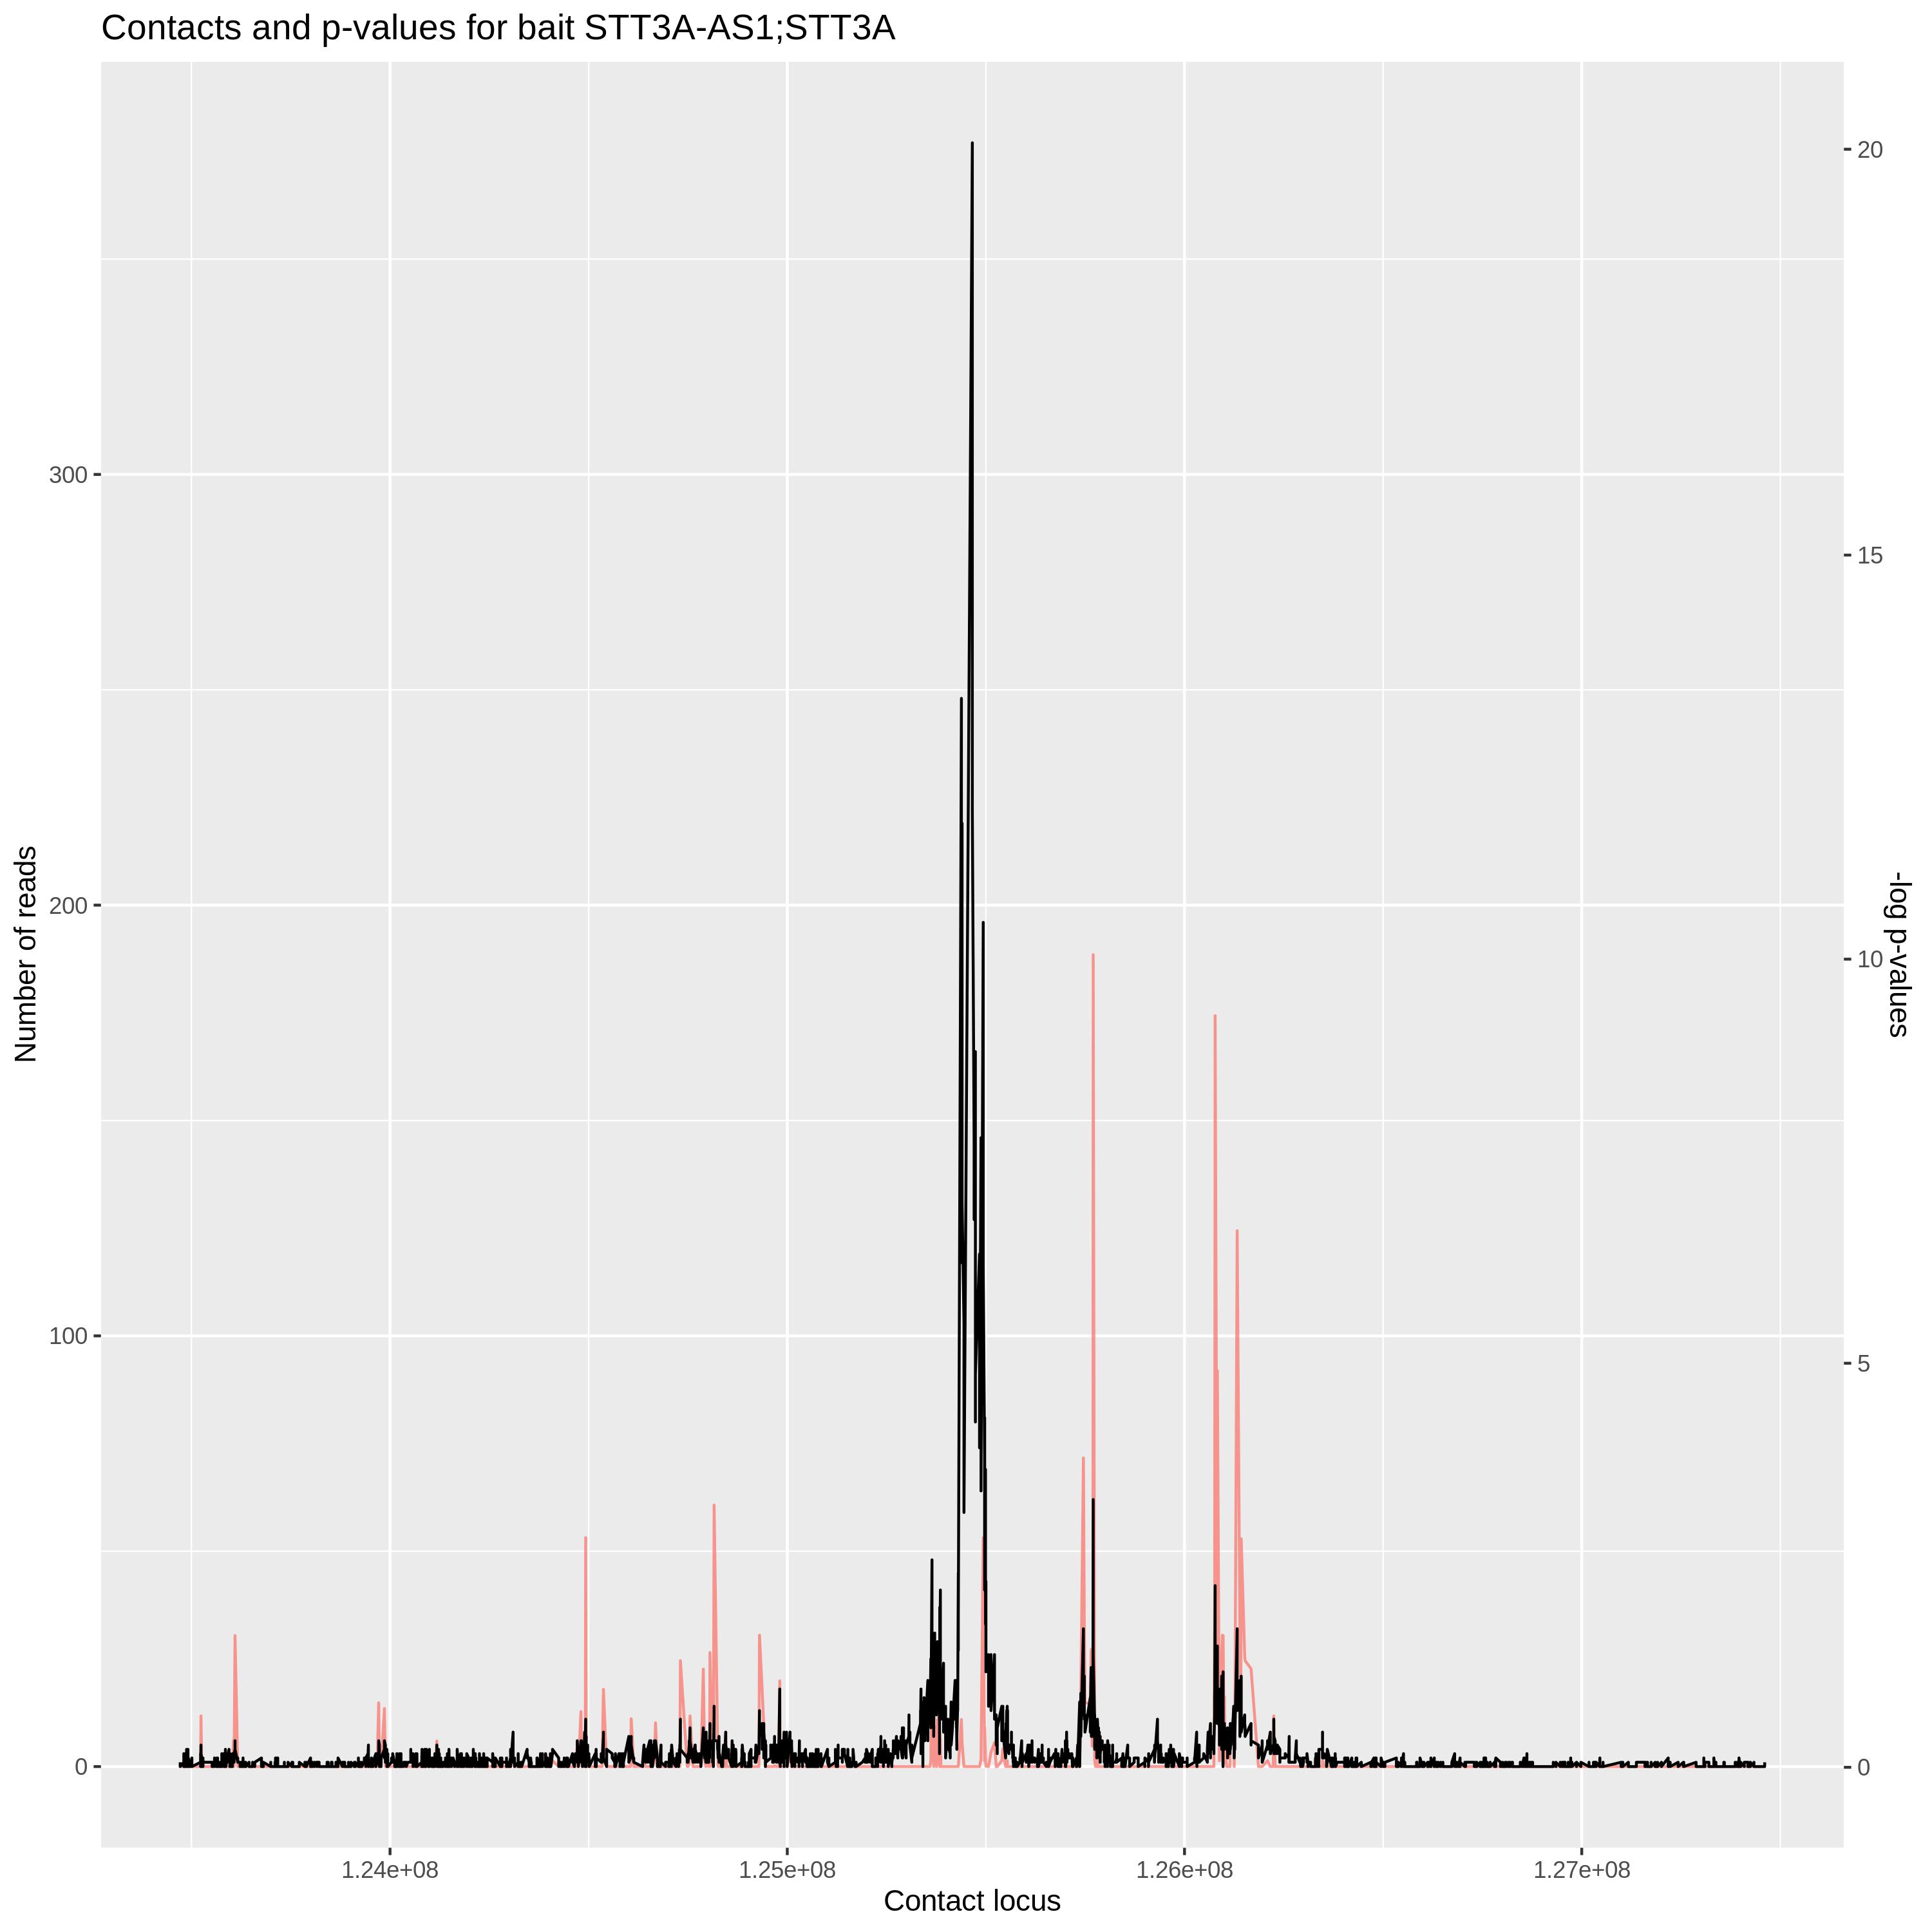 Contacts and p-values for bait STT3A-AS1;STT3A
20
15
10
5
0
-log p-values
300
200
100
0
Number of reads
1.24e+08 1.25e+08 1.26e+08 1.27e+08
Contact locus